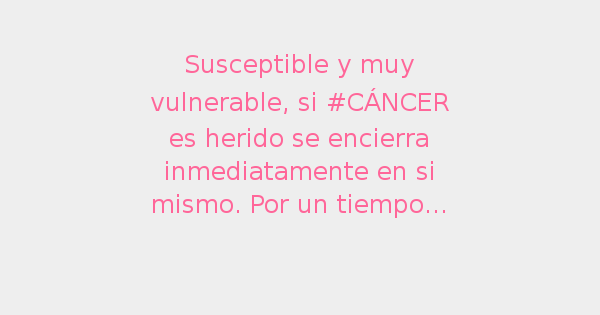 Susceptible y muy
vulnerable, si #CÁNCER
es herido se encierra
inmediatamente en si
mismo. Por un tiempo...